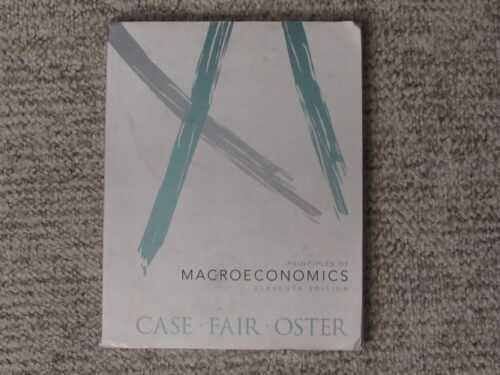 PRINCIPLES OF
MACROECONOMICS
ELEVENTH EDITION
CASE · FAIR · OSTER